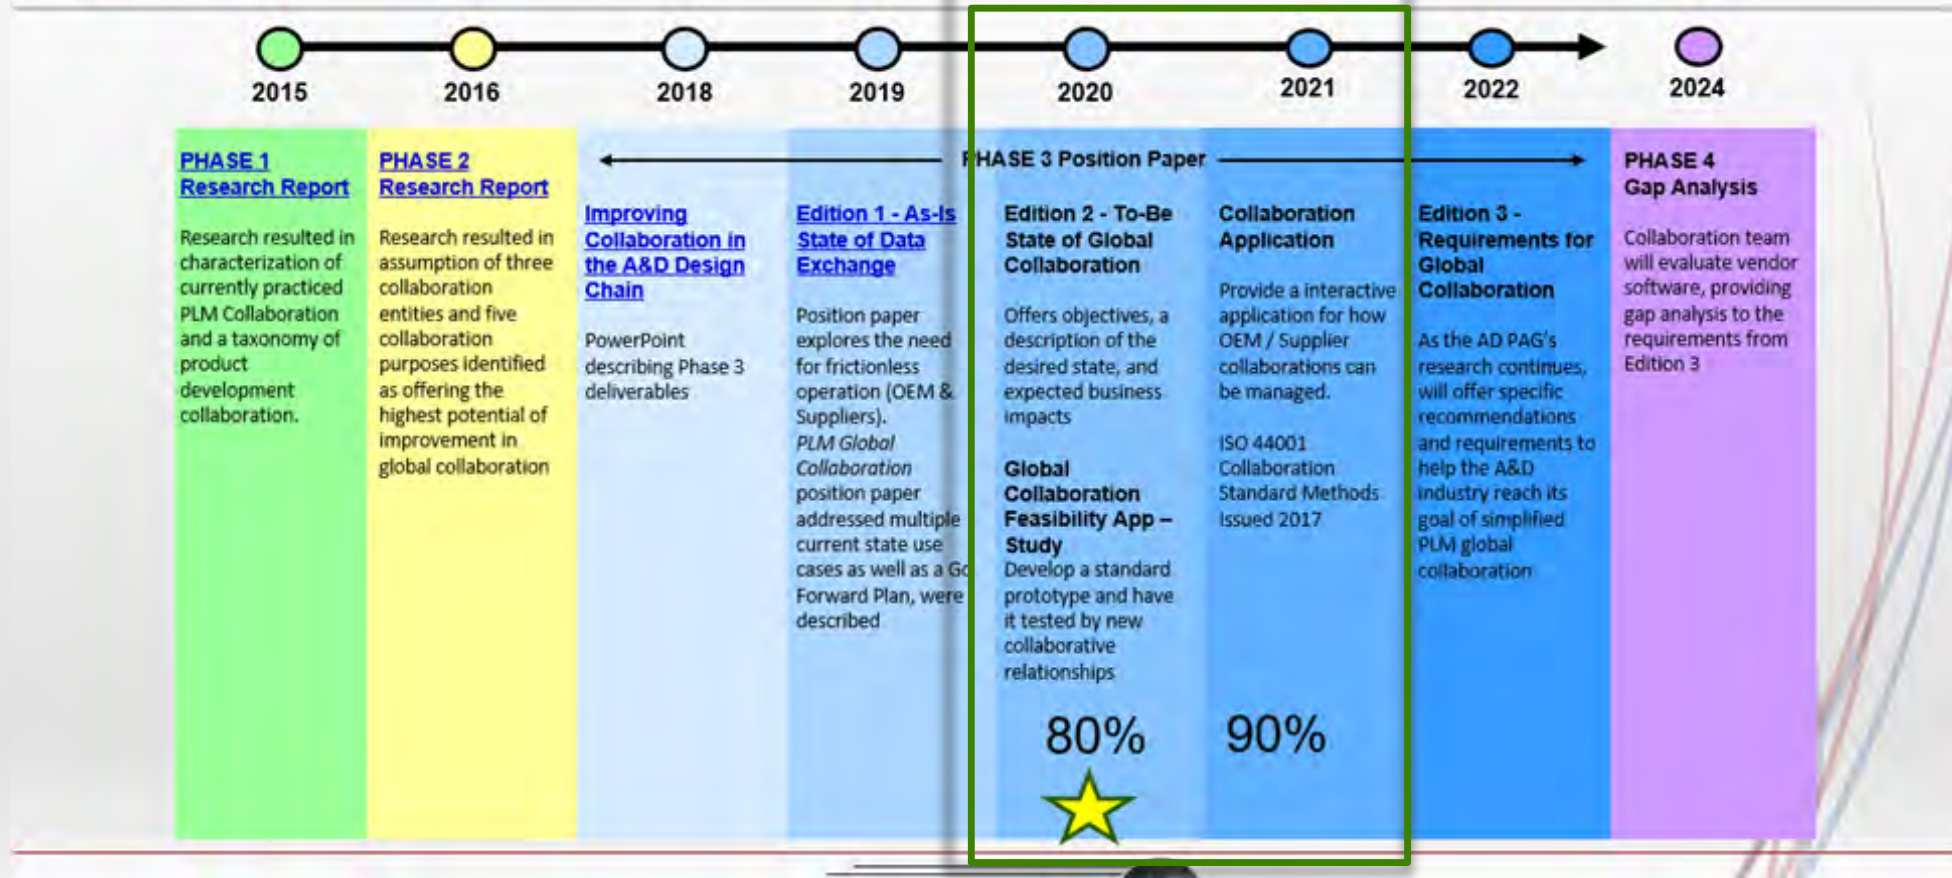 2015
2016
2018
2019
2020
2021
2022
2024
PHASE 1
Research Report
Research resulted in
characterization of
currently practiced
PLM Collaboration
and a taxonomy of
product
development
collaboration.
PHASE 2
Research Report
Research resulted in
assumption of three
collaboration
entities and five
collaboration
purposes identified
as offering the
highest potential of
improvement in
global collaboration
PHASE 3 Position Paper
Improving
Collaboration in
the A&D Design
Chain
PowerPoint
describing Phase 3
deliverables
Edition 1 - As-Is
State of Data
Exchange
Position paper
explores the need
for frictionless
operation (OEM &
Suppliers).
PLM Global
Collaboration
position paper
addressed multiple
current state use
cases as well as a Go
Forward Plan, were
described
Edition 2 - To-Be
State of Global
Collaboration
Offers objectives, a
description of the
desired state, and
expected business
impacts
Global
Collaboration
Feasibility App –
Study
Develop a standard
prototype and have
it tested by new
collaborative
relationships
80%
Collaboration
Application
Provide a interactive
application for how
OEM / Supplier
collaborations can
be managed.
ISO 44001
Collaboration
Standard Methods
Issued 2017
90%
Edition 3 -
Requirements for
Global
Collaboration
As the AD PAG's
research continues,
will offer specific
recommendations
and requirements to
help the A&D
industry reach its
goal of simplified
PLM global
collaboration
PHASE 4
Gap Analysis
Collaboration team
will evaluate vendor
software, providing
gap analysis to the
requirements from
Edition 3